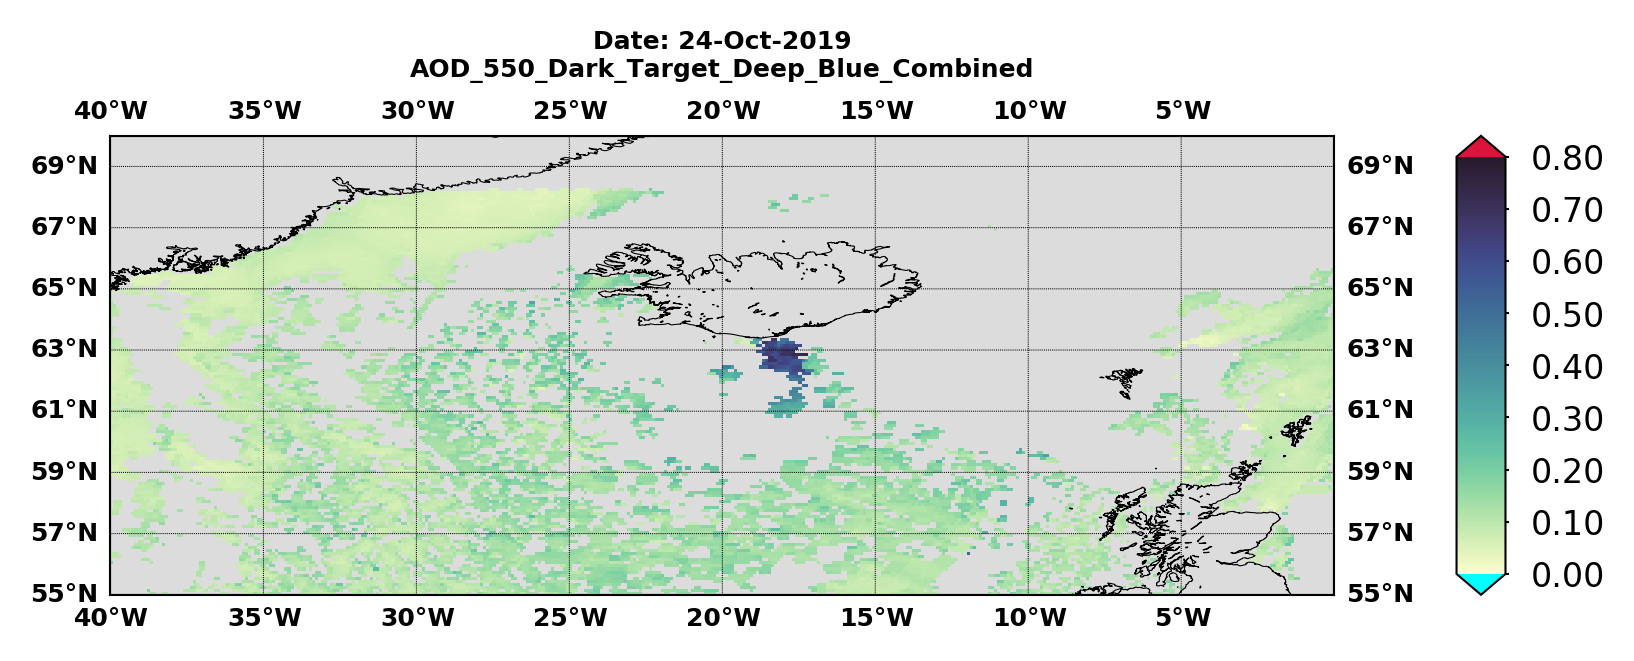 Date: 24-Oct-2019
AOD_550_Dark_Target_Deep_Blue_Combined
40°W 35°W 30°W 25°W 20°W 15°W 10°W 5°W
69°N 69°N 0.80
0.70
67°N 67°N
0.60
65°N 65°N
0.50
63°N 63°N
0.40
61°N 61°N
0.30
59°N 59°N
0.20
57°N 57°N
0.10
55°N 55°N 0.00
40°W 35°W 30°W 25°W 20°W 15°W 10°W 5°W